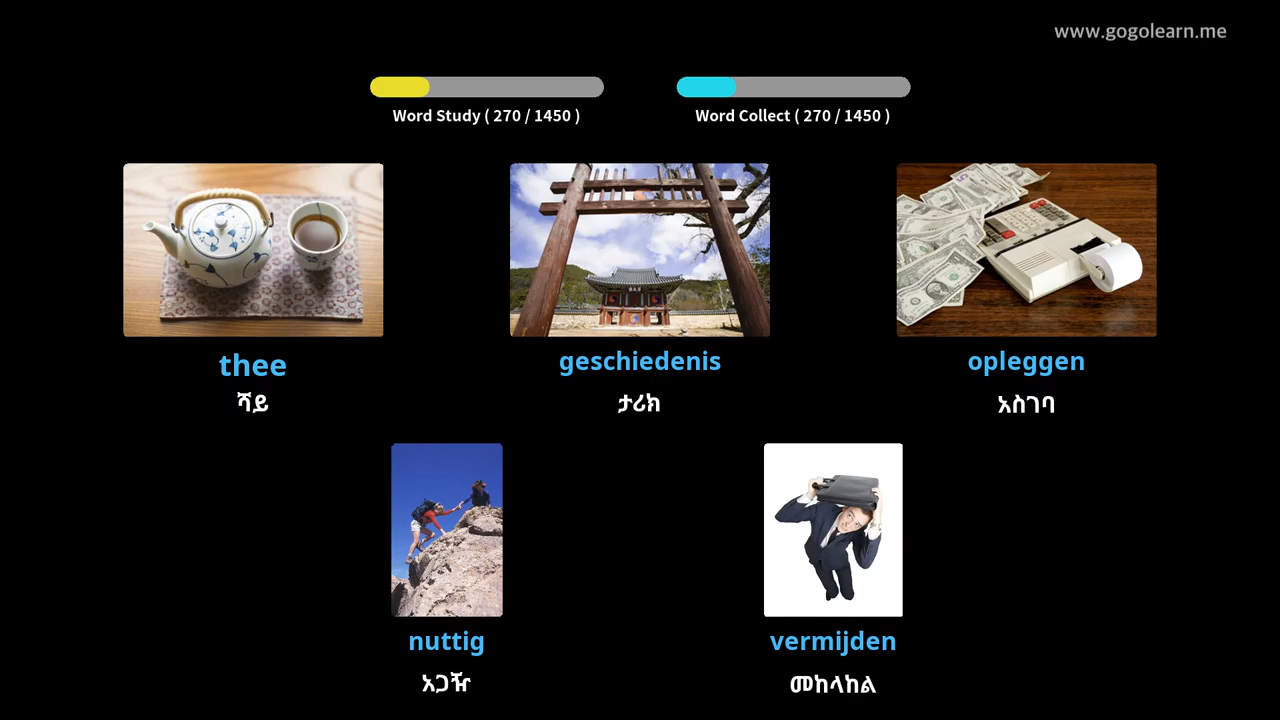 www.gogolearn.me
Word Study ( 270 / 1450 )
Word Collect ( 270 / 1450 )
thee
ሻይ
geschiedenis
ታሪክ
opleggen
አስገባ
nuttig
አጋዥ
vermijden
መከላከል